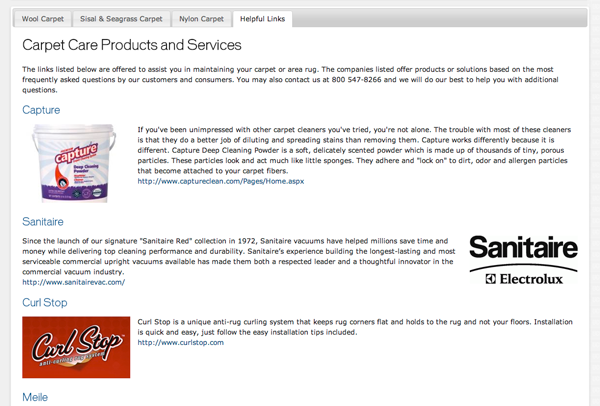 Wool Carpet
Sisal & Seagrass Carpet
Nylon Carpet
Helpful Links
Carpet Care Products and Services
The links listed below are offered to assist you in maintaining your carpet or area rug. The companies listed offer products or solutions based on the most
frequently asked questions by our customers and consumers. You may also contact us at 800 547-8266 and we will do our best to help you with additional
questions.
Capture
capture
Deep Cleaning
Powder
If you've been unimpressed with other carpet cleaners you've tried, you're not alone. The trouble with most of these cleaners
is that they do a better job of diluting and spreading stains than removing them. Capture works differently because it is
different. Capture Deep Cleaning Powder is a soft, delicately scented powder which is made up of thousands of tiny, porous
particles. These particles look and act much like little sponges. They adhere and "lock on" to dirt, odor and allergen particles
that become attached to your carpet fibers.
http://www.captureclean.com/Pages/Home.aspx
Sanitaire
Since the launch of our signature "Sanitaire Red" collection in 1972, Sanitaire vacuums have helped millions save time and
money while delivering top cleaning performance and durability. Sanitaire's experience building the longest-lasting and most
serviceable commercial upright vacuums available has made them both a respected leader and a thoughtful innovator in the
commercial vacuum industry.
http://www.sanitairevac.com/
Sanitaire
Electrolux
Curl Stop
Curl Stop
anti-curling rug system
Curl Stop is a unique anti-rug curling system that keeps rug corners flat and holds to the rug and not your floors. Installation
is quick and easy, just follow the easy installation tips included.
http://www.curlstop.com
Meile